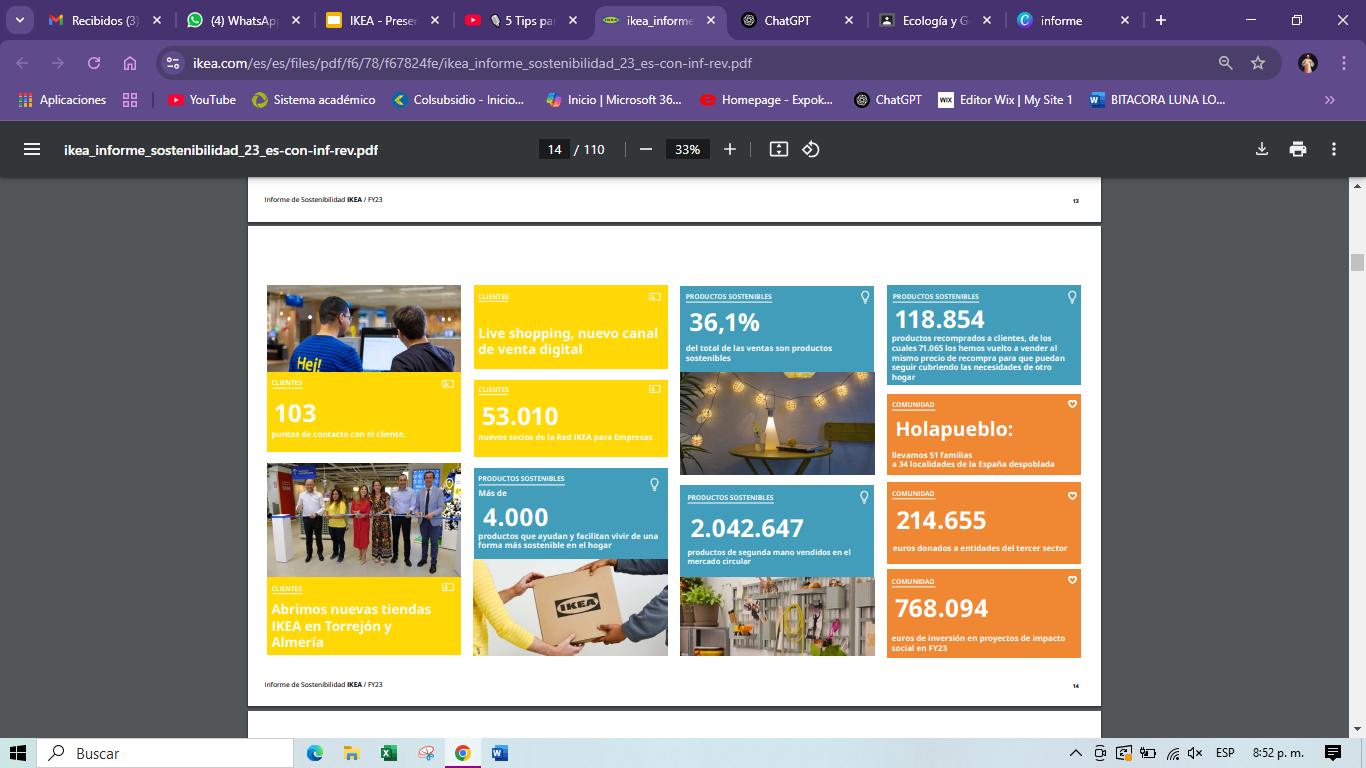 Recibidos (3)
(4) WhatsAp
IKEA - Preser
5 Tips par
ikea_informe
ChatGPT
Ecología y G
informe
ikea.com/es/es/files/pdf/f6/78/f67824fe/ikea_informe_sostenibilidad_23_es-con-inf-rev.pdf
Aplicaciones
YouTube
Sistema académico
Colsubsidio - Inicio...
Inicio | Microsoft 36...
Homepage - Expok...
ChatGPT
WIX
Editor Wix | My Site 1
BITACORA LUNA LO...
ikea_informe_sostenibilidad_23_es-con-inf-rev.pdf
14 / 110
33%
Informe de Sostenibilidad IKEA / FY23
13
Hej!
CLIENTES
103
puntos de contacto con el cliente.
CLIENTES
Abrimos nuevas tiendas
IKEA en Torrejón y
Almería
CLIENTES
Live shopping, nuevo canal
de venta digital
CLIENTES
53.010
nuevos socios de la Red IKEA para Empresas
PRODUCTOS SOSTENIBLES
Más de
4.000
productos que ayudan y facilitan vivir de una
forma más sostenible en el hogar
IKEA
PRODUCTOS SOSTENIBLES
36,1%
del total de las ventas son productos
sostenibles
PRODUCTOS SOSTENIBLES
2.042.647
productos de segunda mano vendidos en el
mercado circular
PRODUCTOS SOSTENIBLES
118.854
productos recomprados a clientes, de los
cuales 71.065 los hemos vuelto a vender al
mismo precio de recompra para que puedan
seguir cubriendo las necesidades de otro
hogar
COMUNIDAD
Holapueblo:
llevamos 51 familias
a 34 localidades de la España despoblada
COMUNIDAD
214.655
euros donados a entidades del tercer sector
COMUNIDAD
768.094
euros de inversión en proyectos de impacto
social en FY23
Informe de Sostenibilidad IKEA / FY23
14
Buscar
ESP
8:52 p. m.